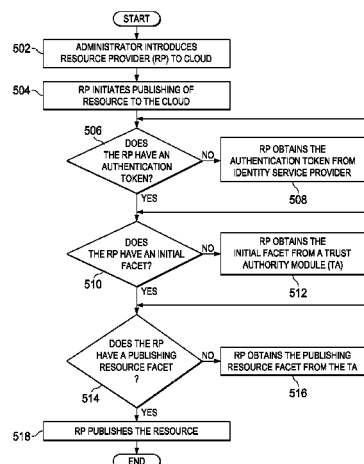 START
502
ADMINISTRATOR INTRODUCES
RESOURCE PROVIDER (RP) TO CLOUD
504
RP INITIATES PUBLISHING OF
RESOURCE TO THE CLOUD
506
DOES
THE RP HAVE AN
AUTHENTICATION
TOKEN?
NO
RP OBTAINS THE
AUTHENTICATION TOKEN FROM
IDENTITY SERVICE PROVIDER
508
YES
DOES
THE RP HAVE AN INITIAL
FACET?
510
NO
RP OBTAINS THE
INITIAL FACET FROM A TRUST
AUTHORITY MODULE (TA)
512
YES
DOES THE RP
HAVE A PUBLISHING
RESOURCE FACET
?
514
NO
RP OBTAINS THE PUBLISHING
RESOURCE FACET FROM THE TA
516
YES
518
RP PUBLISHES THE RESOURCE
END